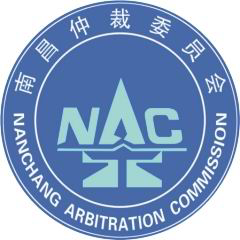 南昌仲裁委员会
NAC
NANCHANG ARBITRATION COMMISSION